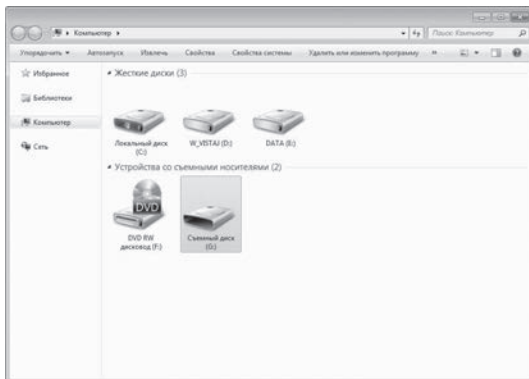 Компьютер
Поиск: Компьютер
Упорядочить Автозапуск Извлечь Свойства Свойства системы Удалить или изменить программу »
Избранное
Библиотеки
Компьютер
Сеть
Жесткие диски (3)
Локальный диск (C:)
W_VISTAJ (D:)
DATA (E:)
Устройства со съемными носителями (2)
DVD
DVD RW дисковод (F:)
Съемный диск (G:)